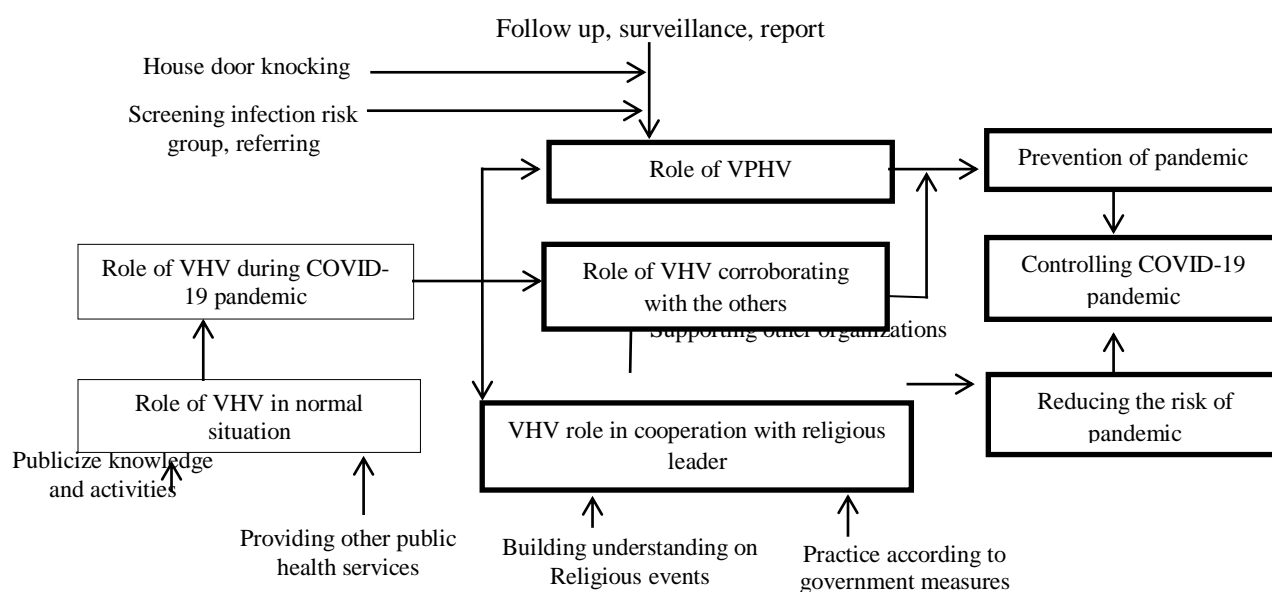 Follow up, surveillance, report
House door knocking
Screening infection risk
group, referring
Role of VPHV
Prevention of pandemic
Role of VHV during COVID-
19 pandemic
Role of VHV corroborating
with the others
Controlling COVID-19
pandemic
Supporting other organizations
Role of VHV in normal
situation
VHV role in cooperation with religious
leader
Reducing the risk of
pandemic
Publicize knowledge
and activities
Providing other public
health services
Building understanding on
Religious events
Practice according to
government measures